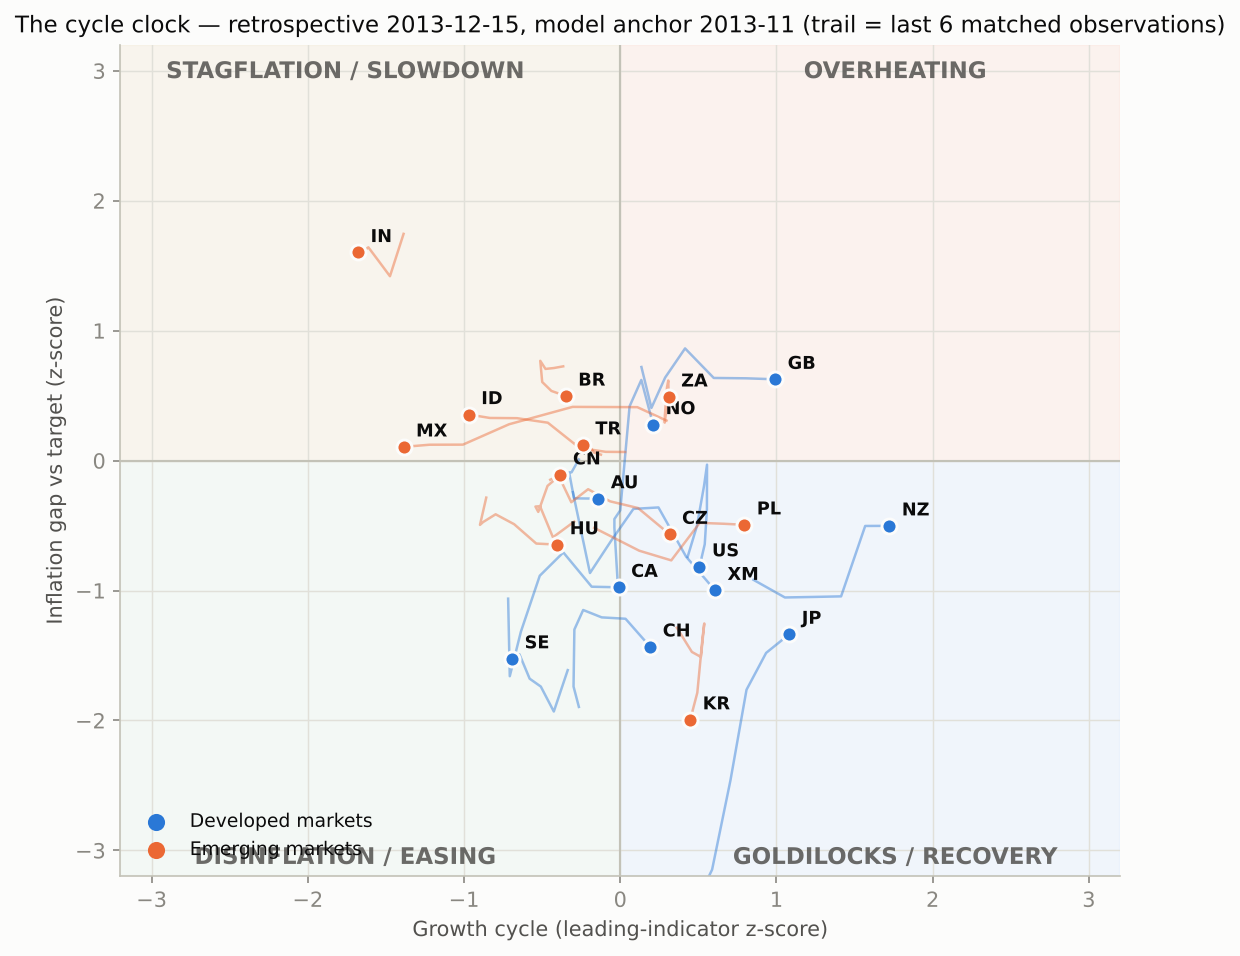 The cycle clock — retrospective 2013-12-15, model anchor 2013-11 (trail = last 6 matched observations)
STAGFLATION / SLOWDOWN
OVERHEATING
3
2
1
0
−1
−2
−3
Inflation gap vs target (z-score)
IN
GB
BR
ZA
ID
NO
MX
TR
CN
AU
PL
NZ
CZ
HU
US
CA
XM
JP
CH
SE
KR
Developed markets
Emerging markets
DISINFLATION / EASING
GOLDILOCKS / RECOVERY
−3
−2
−1
0
1
2
3
Growth cycle (leading-indicator z-score)